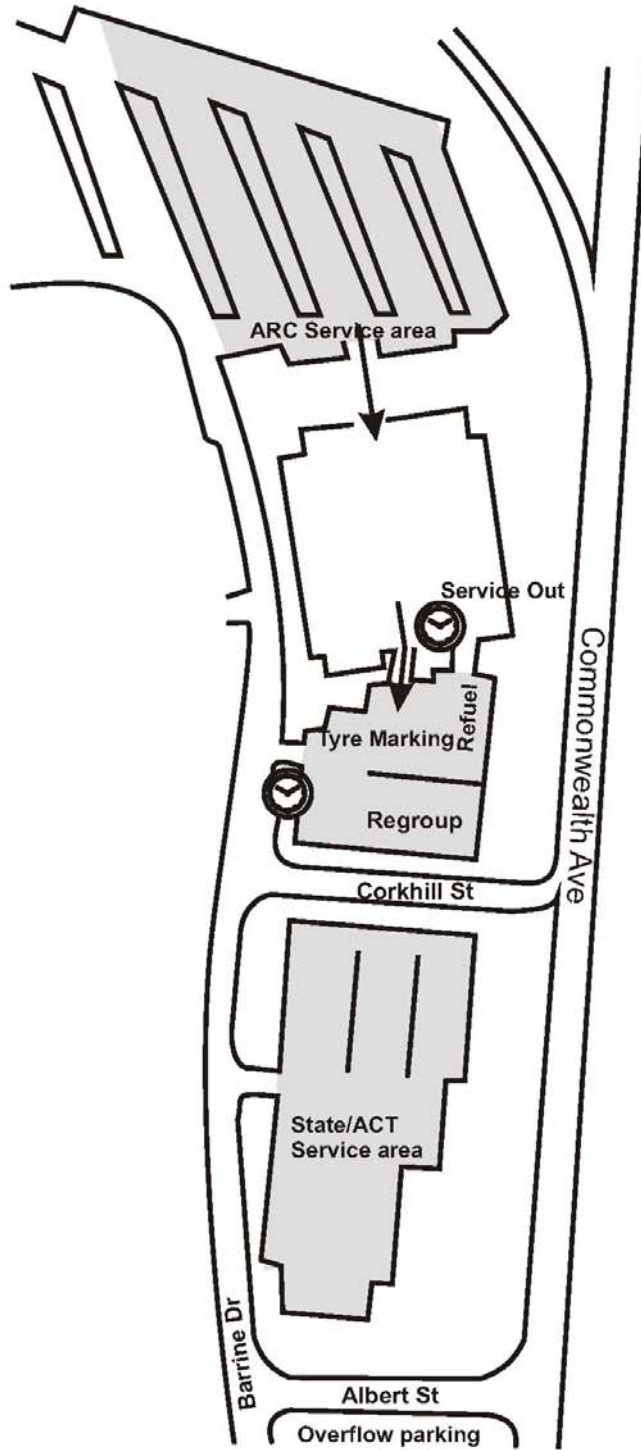 ARC Service area
Service Out
Commonwealth Ave
Refuel
Tyre Marking
Regroup
Corkhill St
State/ACT
Service area
Barrine Dr
Albert St
Overflow parking